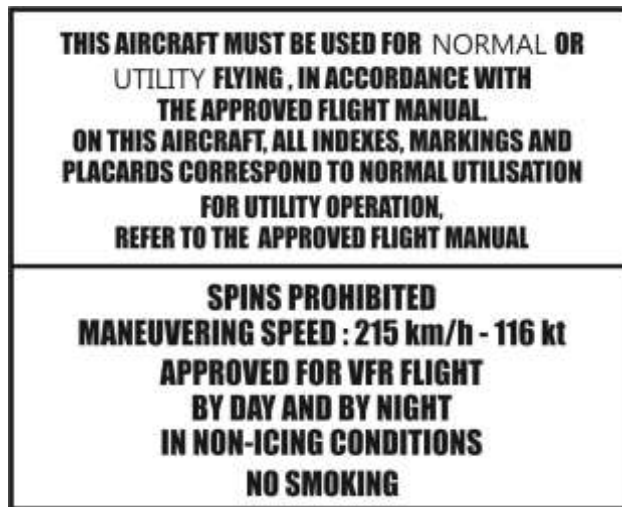 THIS AIRCRAFT MUST BE USED FOR NORMAL OR
UTILITY FLYING , IN ACCORDANCE WITH
THE APPROVED FLIGHT MANUAL.
ON THIS AIRCRAFT, ALL INDEXES, MARKINGS AND
PLACARDS CORRESPOND TO NORMAL UTILISATION
FOR UTILITY OPERATION,
REFER TO THE APPROVED FLIGHT MANUAL
SPINS PROHIBITED
MANEUVERING SPEED : 215 km/h - 116 kt
APPROVED FOR VFR FLIGHT
BY DAY AND BY NIGHT
IN NON-ICING CONDITIONS
NO SMOKING